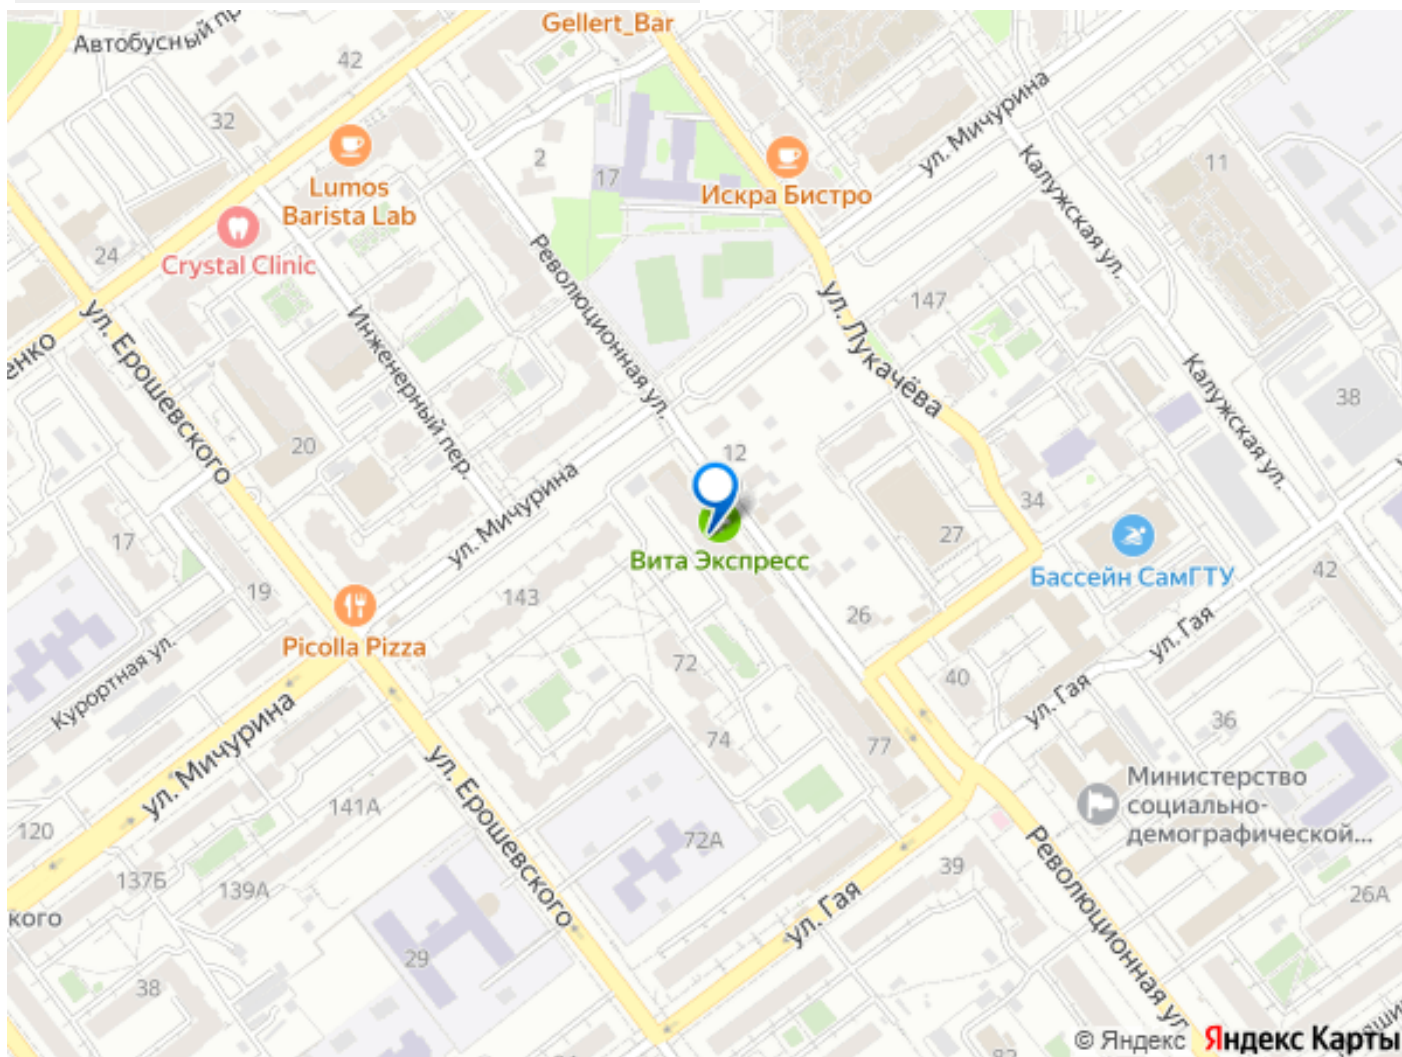 Gellert_Bar
Автобусный пр
42
32
ул. Мичурина
2
17
11
Lumos
Barista Lab
Искра Бистро
Калужская ул.
24
Crystal Clinic
Революционная ул.
147
ул. Лукачёва
енко
ул. Ерошевского
Инженерный пер.
Калужская ул.
38
20
12
ул. Мичурина
34
17
27
Вита Экспресс
Бассейн СамГТУ
42
19
143
26
Picolla Pizza
ул. Гая
72
40
Курортная ул.
ул. Гая
36
74
77
ул. Мичурина
ул. Ерошевского
Министерство
социально-
демографической...
141А
120
72А
137Б
139А
39
Революционная ул
26А
кого
ул. Гая
29
38
© Яндекс
Яндекс Карты